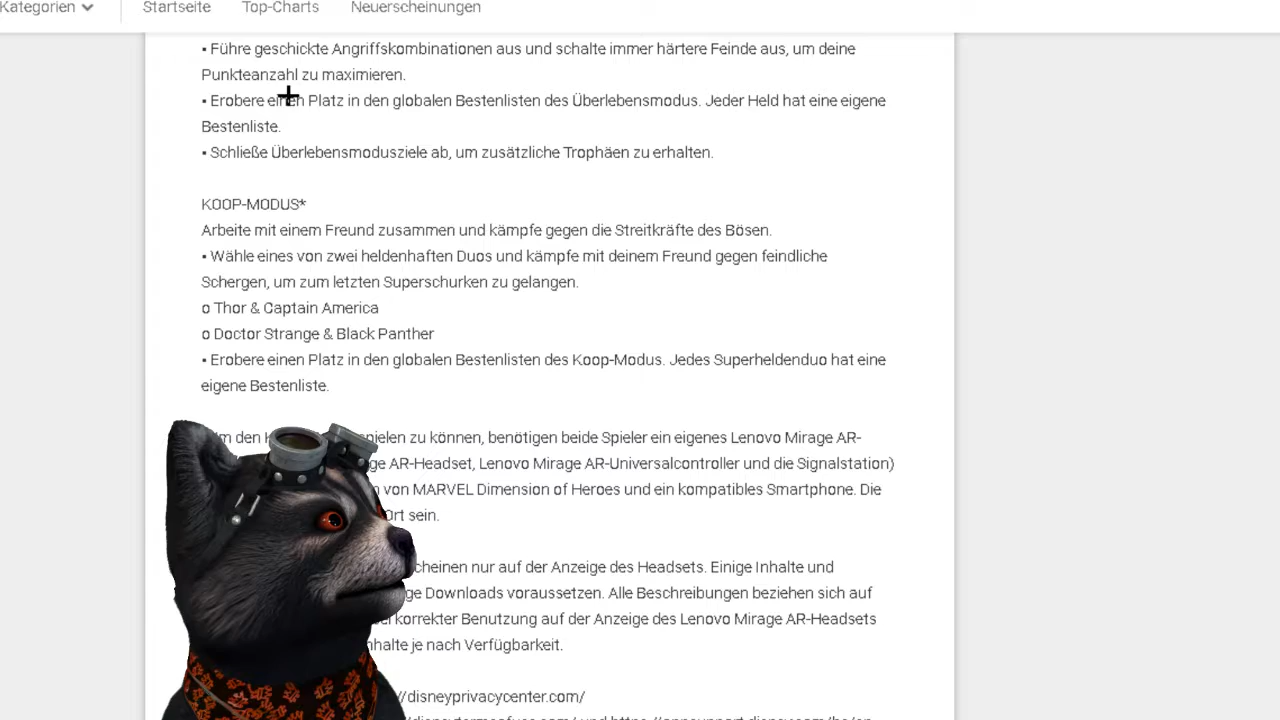 Kategorien Startseite Top-Charts Neuerscheinungen
▪ Führe geschickte Angriffskombinationen aus und schalte immer härtere Feinde aus, um deine
Punkteanzahl zu maximieren.
▪ Erobere einen Platz in den globalen Bestenlisten des Überlebensmodus. Jeder Held hat eine eigene
Bestenliste.
▪ Schließe Überlebensmodusziele ab, um zusätzliche Trophäen zu erhalten.
KOOP-MODUS*
Arbeite mit einem Freund zusammen und kämpfe gegen die Streitkräfte des Bösen.
▪ Wähle eines von zwei heldenhaften Duos und kämpfe mit deinem Freund gegen feindliche
Schergen, um zum letzten Superschurken zu gelangen.
o Thor & Captain America
o Doctor Strange & Black Panther
▪ Erobere einen Platz in den globalen Bestenlisten des Koop-Modus. Jedes Superheldenduo hat eine
eigene Bestenliste.
den spielen zu können, benötigen beide Spieler ein eigenes Lenovo Mirage AR-
AR-Headset, Lenovo Mirage AR-Universalcontroller und die Signalstation)
von MARVEL Dimension of Heroes und ein kompatibles Smartphone. Die
Ort sein.
nur auf der Anzeige des Headsets. Einige Inhalte und
Downloads voraussetzen. Alle Beschreibungen beziehen sich auf
korrekter Benutzung auf der Anzeige des Lenovo Mirage AR-Headsets
je nach Verfügbarkeit.
//disneyprivacycenter.com/